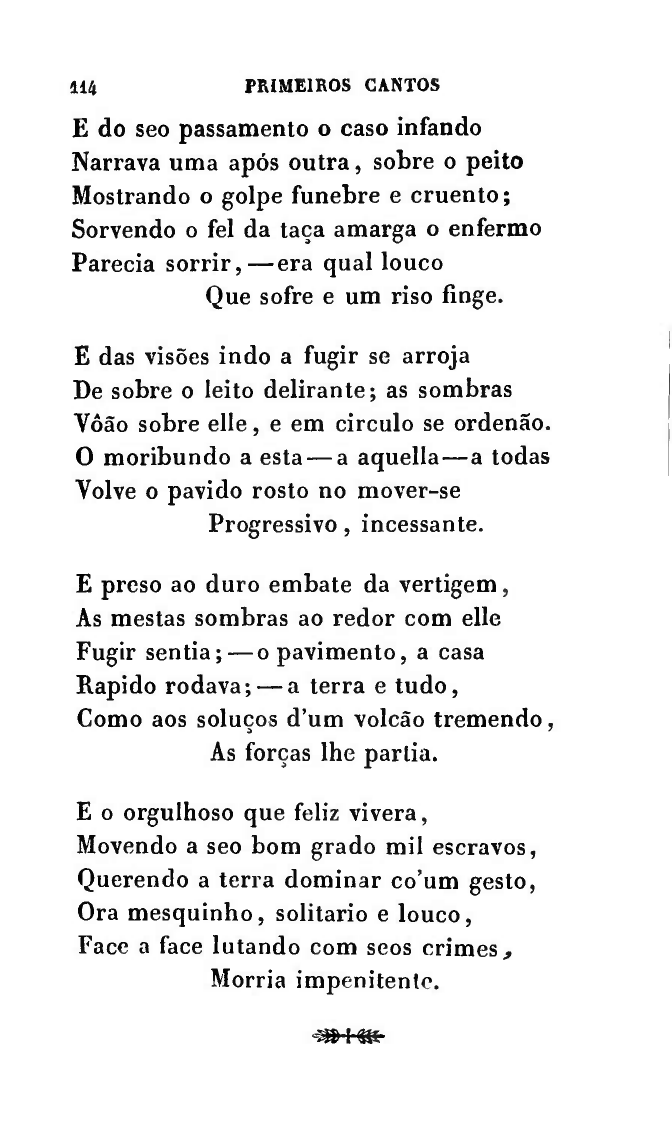 114 PRIMEIROS CANTOS
E do seo passamento o caso infando
Narrava uma após outra, sobre o peito
Mostrando o golpe funebre e cruento;
Sorvendo o fel da taça amarga o enfermo
Parecia sorrir, — era qual louco
Que sofre e um riso finge.
E das visões indo a fugir se arroja
De sobre o leito delirante; as sombras
Vôão sobre elle, e em circulo se ordenão.
O moribundo a esta — a aquella — a todas
Volve o pavido rosto no mover-se
Progressivo, incessante.
E preso ao duro embate da vertigem,
As mestas sombras ao redor com elle
Fugir sentia; — o pavimento, a casa
Rapido rodava; — a terra e tudo,
Como aos soluços d'um volcão tremendo,
As forças lhe partia.
E o orgulhoso que feliz vivera,
Movendo a seo bom grado mil escravos,
Querendo a terra dominar co'um gesto,
Ora mesquinho, solitario e louco,
Face a face lutando com seos crimes,
Morria impenitente.